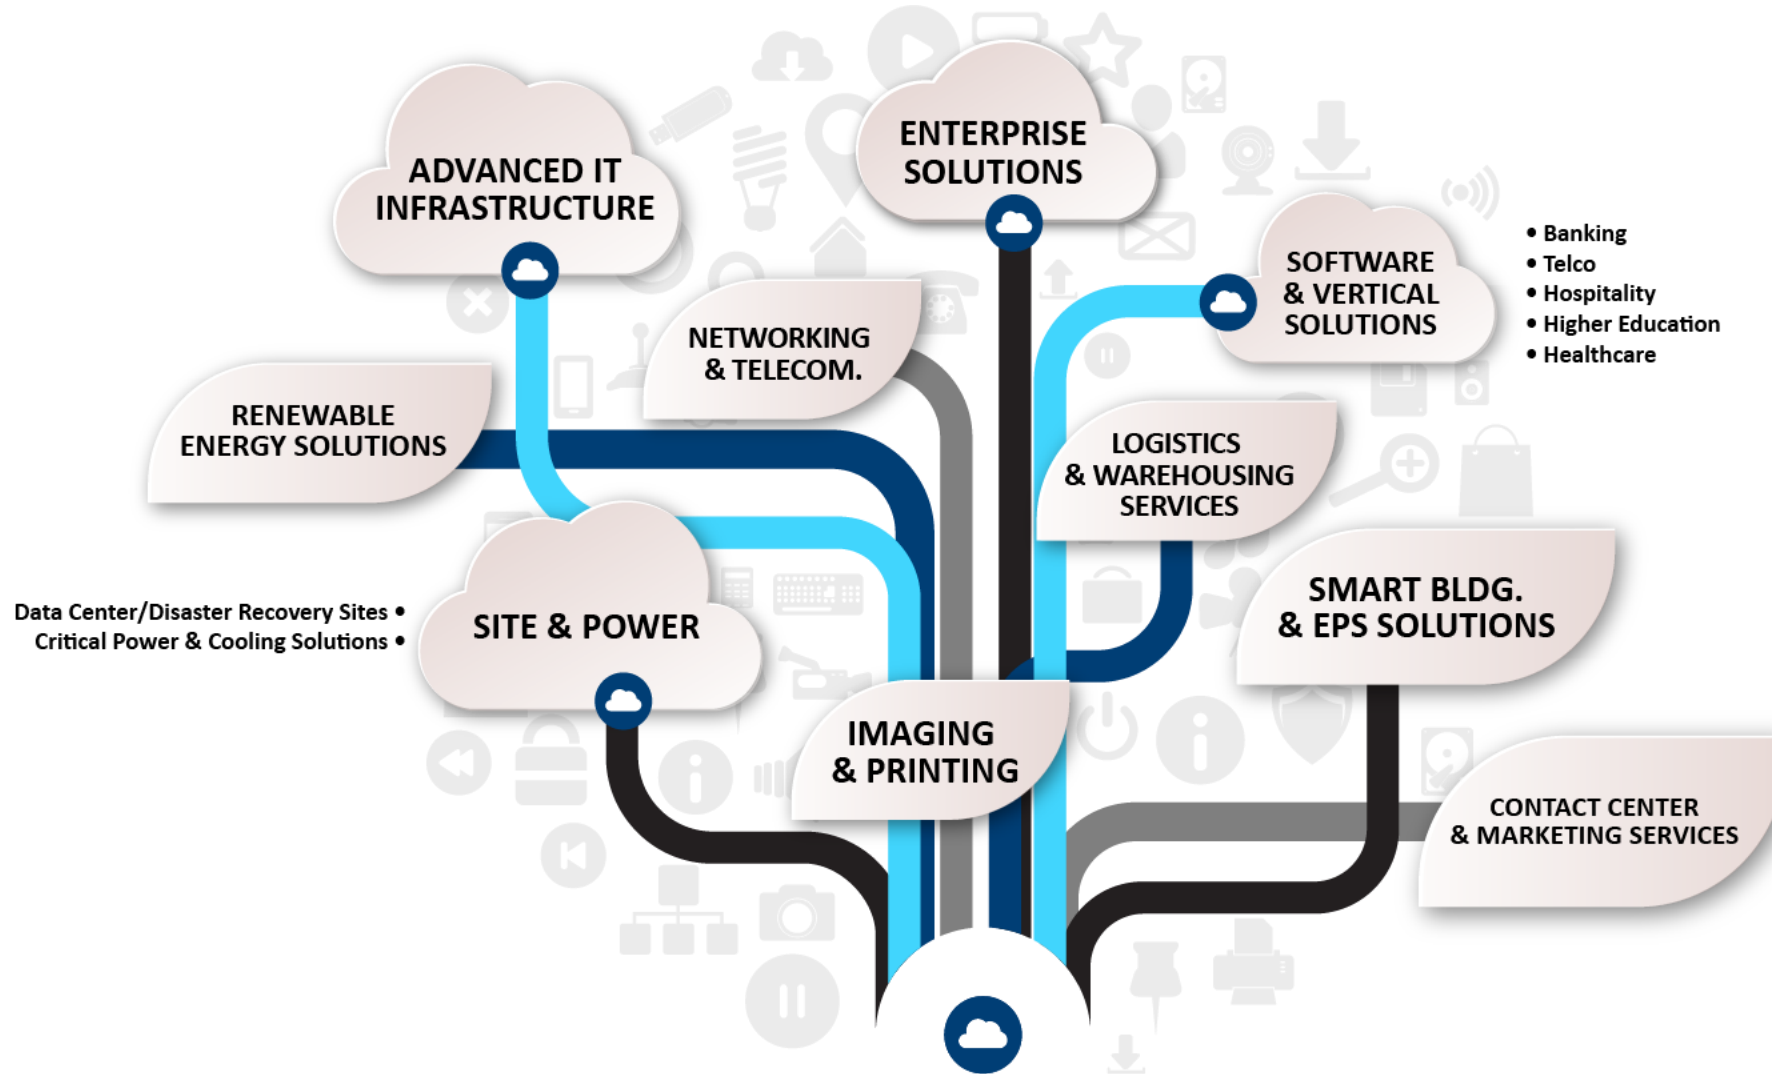 ADVANCED IT
INFRASTRUCTURE
ENTERPRISE
SOLUTIONS
SOFTWARE
& VERTICAL
SOLUTIONS
• Banking
• Telco
• Hospitality
• Higher Education
• Healthcare
NETWORKING
& TELECOM.
RENEWABLE
ENERGY SOLUTIONS
LOGISTICS
& WAREHOUSING
SERVICES
SMART BLDG.
& EPS SOLUTIONS
Data Center/Disaster Recovery Sites •
Critical Power & Cooling Solutions •
SITE & POWER
IMAGING
& PRINTING
CONTACT CENTER
& MARKETING SERVICES